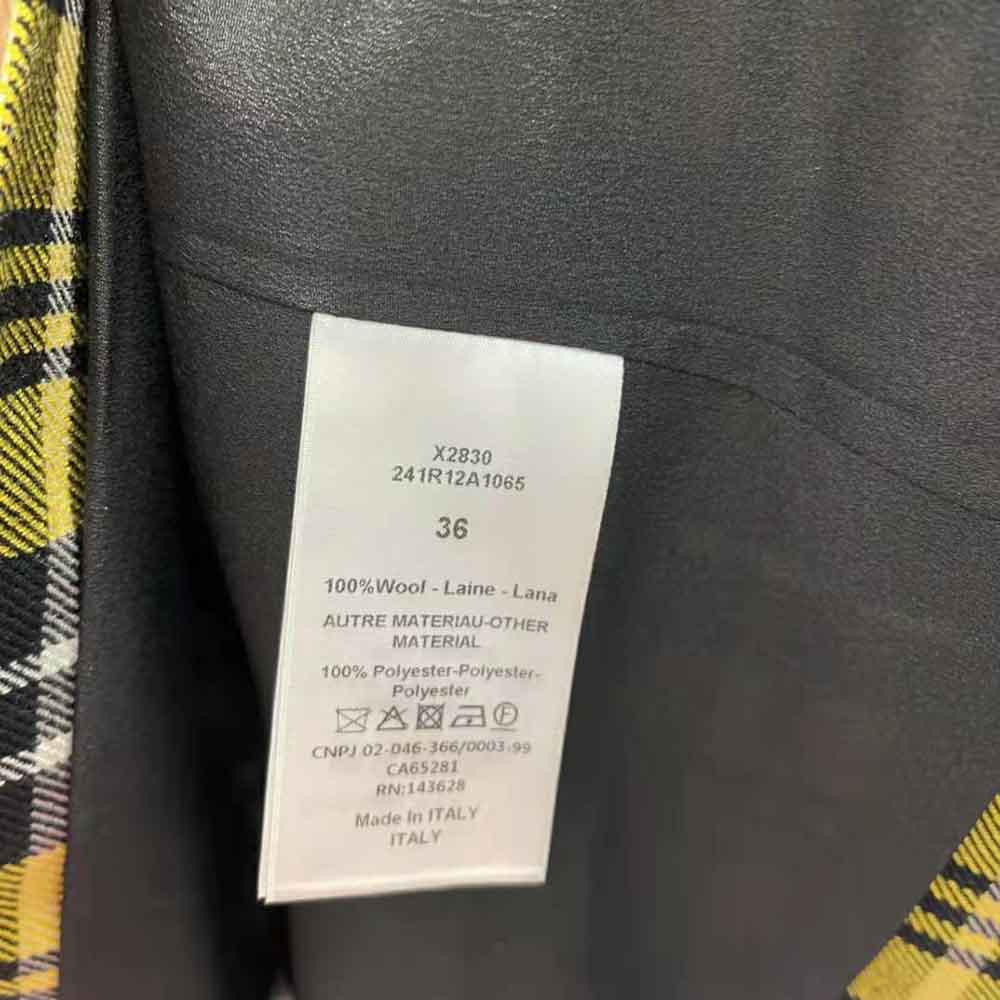 X2830
241R12A1065
36
100%Wool - Laine - Lana
AUTRE MATERIAU-OTHER
MATERIAL
100% Polyester-Polyester-
Polyester
CNPJ 02-046-366/0003-99
CA65281
RN:143628
Made In ITALY
ITALY